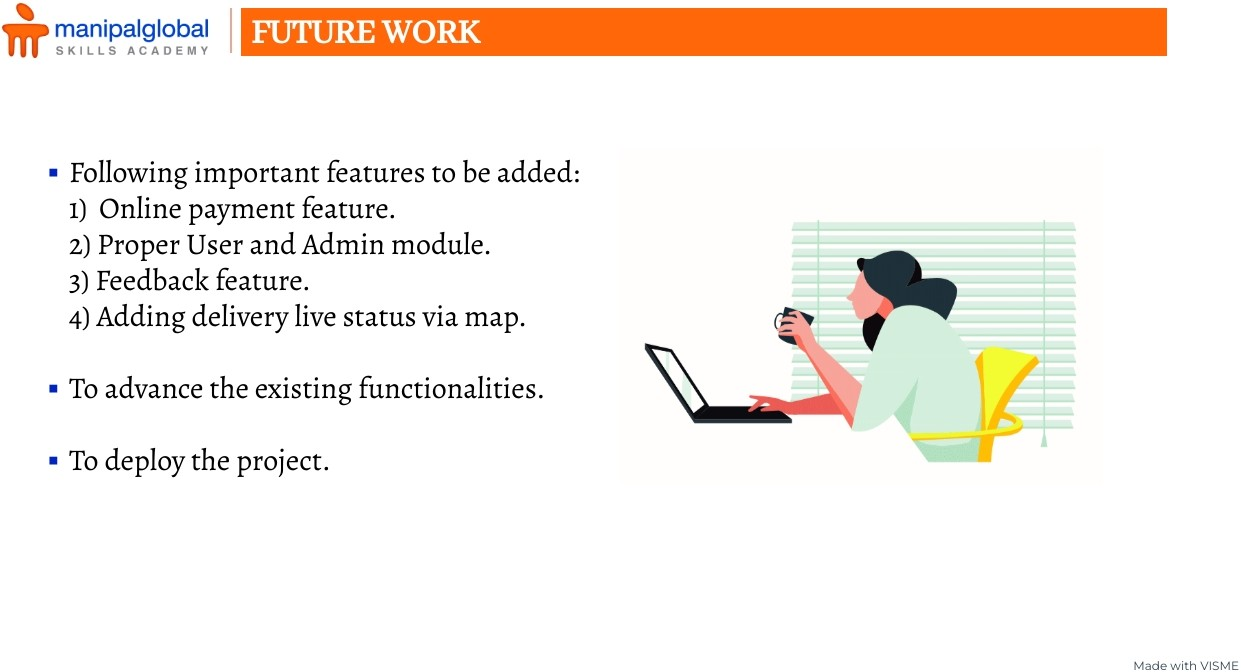 manipalglobal
SKILLS ACADEMY
FUTURE WORK
▪ Following important features to be added:
1) Online payment feature.
2) Proper User and Admin module.
3) Feedback feature.
4) Adding delivery live status via map.
▪ To advance the existing functionalities.
▪ To deploy the project.
Made with VISME